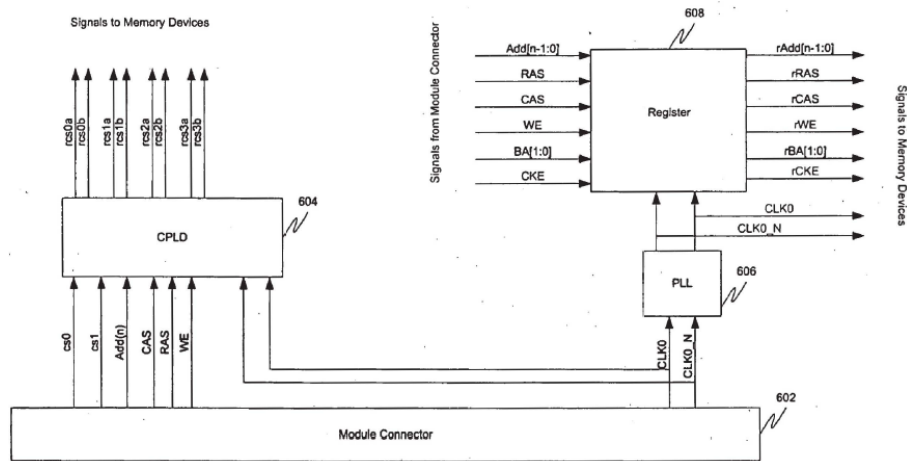 Signals to Memory Devices
rcs0a
rcs0b
rcs1a
rcs1b
rcs2a
rcs2b
rcs3a
rcs3b
604
CPLD
cs0
cs1
Add(n)
CAS
RAS
WE
608
Signals from Module Connector
Add[n-1:0]
RAS
CAS
WE
BA[1:0]
CKE
Register
rAdd[n-1:0]
rRAS
rCAS
rWE
rBA[1:0]
rCKE
Signals to Memory Devices
CLK0
CLK0_N
PLL
606
CLK0
CLK0_N
602
Module Connector